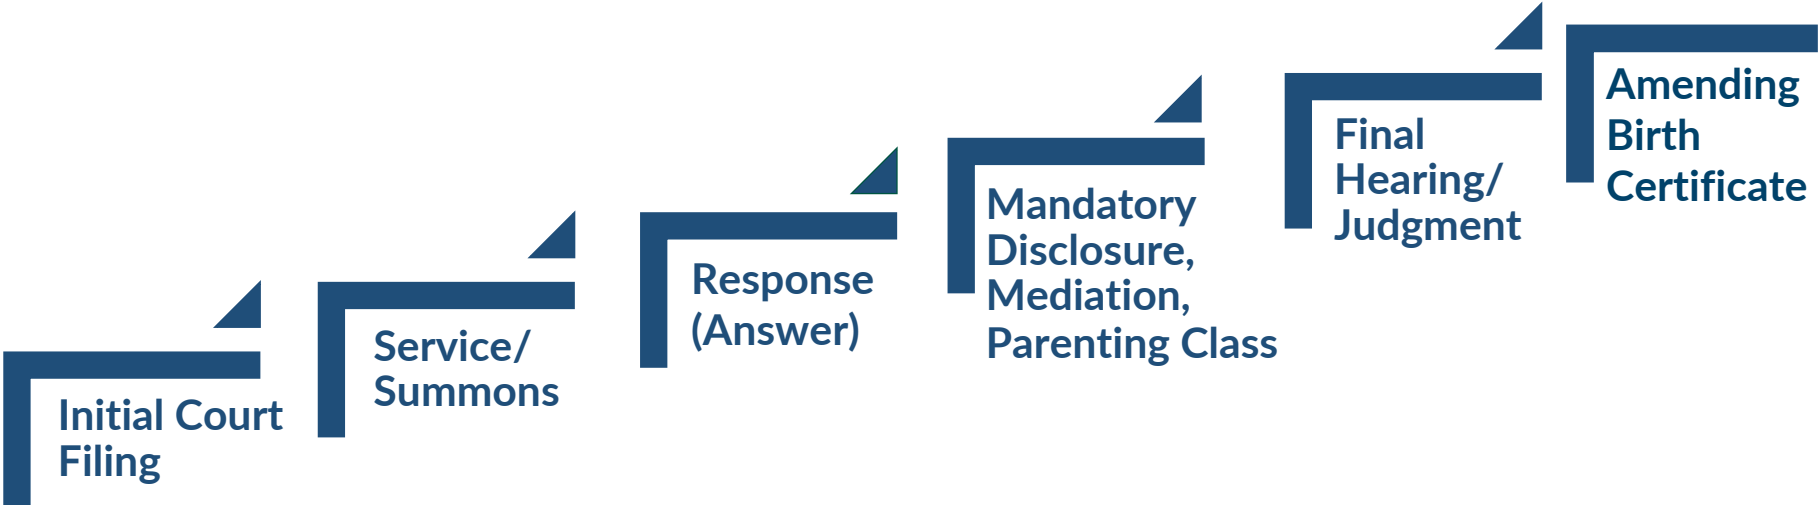 Initial Court
Filing
Service/
Summons
Response
(Answer)
Mandatory
Disclosure,
Mediation,
Parenting Class
Final
Hearing/
Judgment
Amending
Birth
Certificate